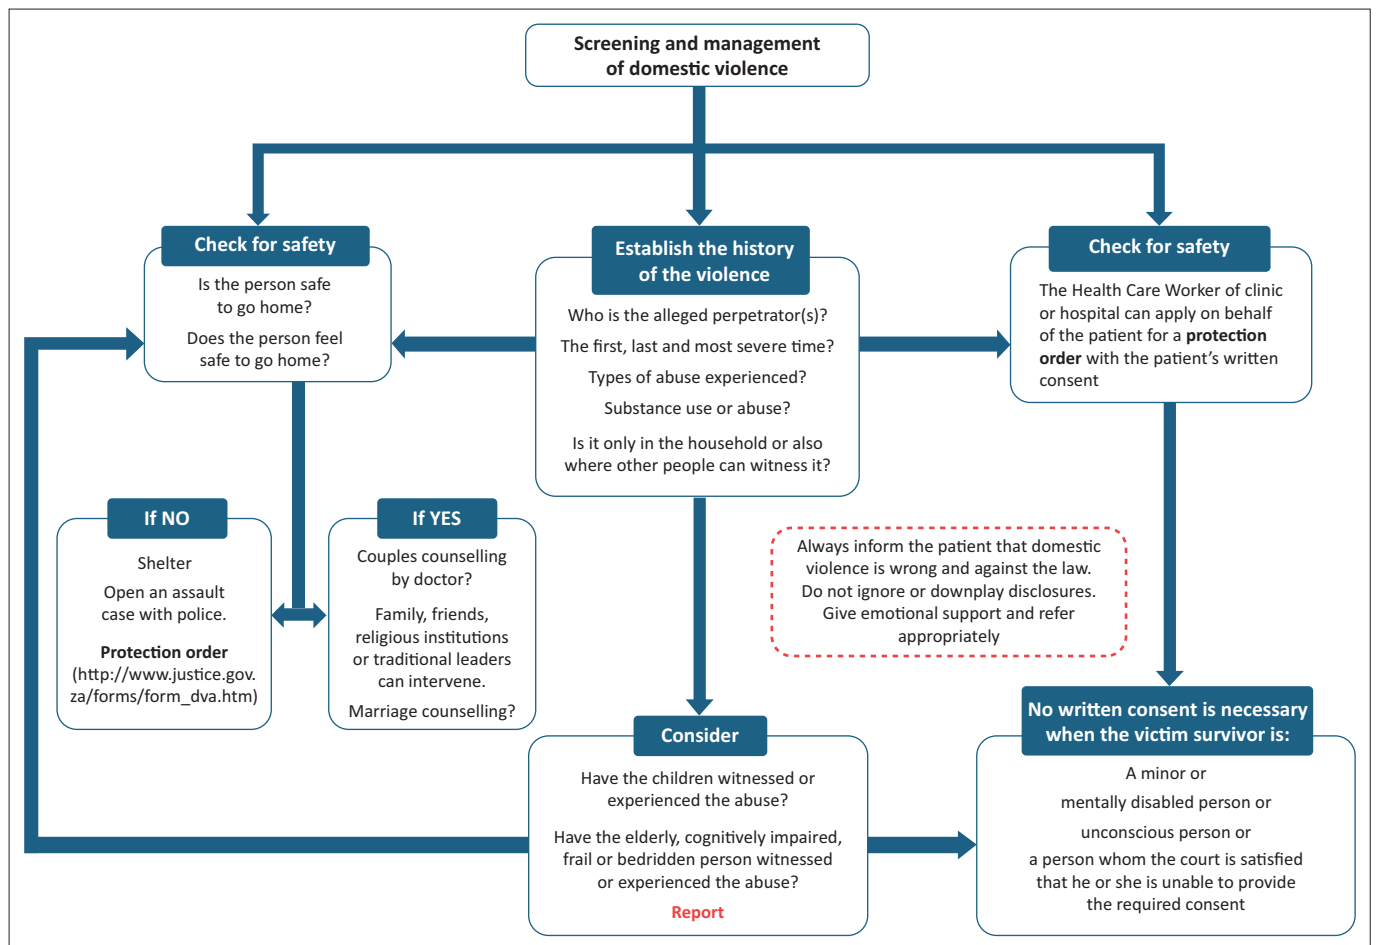 Screening and management
of domestic violence
Check for safety
Is the person safe
to go home?
Does the person feel
safe to go home?
Establish the history
of the violence
Who is the alleged perpetrator(s)?
The first, last and most severe time?
Types of abuse experienced?
Substance use or abuse?
Is it only in the household or also
where other people can witness it?
Check for safety
The Health Care Worker of clinic
or hospital can apply on behalf
of the patient for a protection
order with the patient's written
consent
If NO
Shelter
Open an assault
case with police.
Protection order
(http://www.justice.gov.
za/forms/form_dva.htm)
If YES
Couples counselling
by doctor?
Family, friends,
religious institutions
or traditional leaders
can intervene.
Marriage counselling?
Always inform the patient that domestic
violence is wrong and against the law.
Do not ignore or downplay disclosures.
Give emotional support and refer
appropriately
Consider
Have the children witnessed or
experienced the abuse?
Have the elderly, cognitively impaired,
frail or bedridden person witnessed
or experienced the abuse?
Report
No written consent is necessary
when the victim survivor is:
A minor or
mentally disabled person or
unconscious person or
a person whom the court is satisfied
that he or she is unable to provide
the required consent